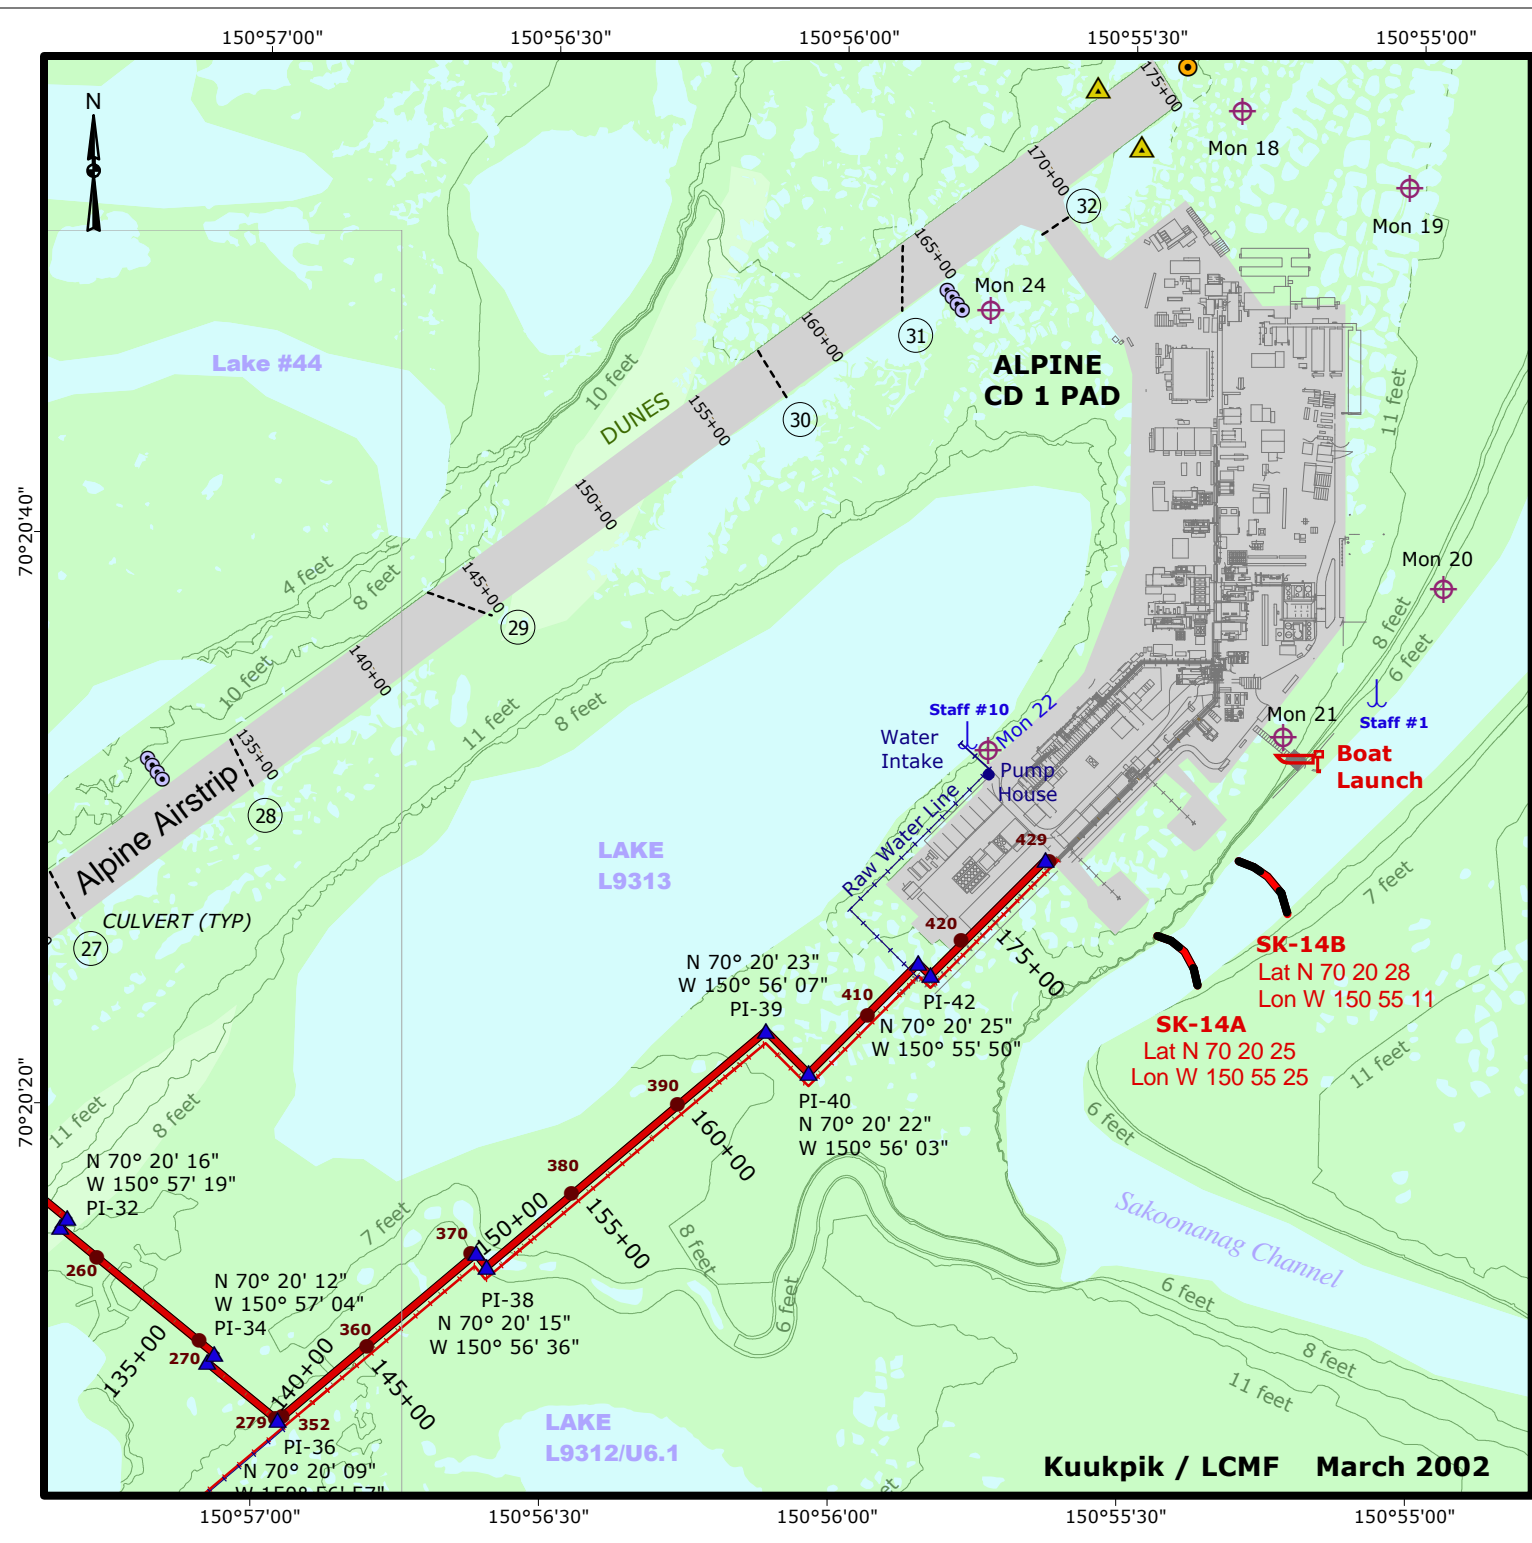 150°57'00" 150°56'30" 150°56'00" 150°55'30" 150°55'00"
N
175+00
Mon 18
170+00
32
Mon 19
165+00
Mon 24
31
160+00
Lake #44
ALPINE
CD 1 PAD
10 feet
11 feet
DUNES
155+00
30
70°20'40"
150+00
4 feet
8 feet
145+00
29
Mon 20
8 feet
6 feet
140+00
10 feet
11 feet
8 feet
Staff #10
Mon 22
Water
Intake
Pump
House
Mon 21
Staff #1
Boat
Launch
135+00
28
Alpine Airstrip
Raw Water Line
429
LAKE
L9313
CULVERT (TYP)
27
7 feet
420
175+00
SK-14B
Lat N 70 20 28
Lon W 150 55 11
N 70° 20' 23"
W 150° 56' 07"
PI-39
410
PI-42
N 70° 20' 25"
W 150° 55' 50"
SK-14A
Lat N 70 20 25
Lon W 150 55 25
11 feet
70°20'20"
390
160+00
PI-40
N 70° 20' 22"
W 150° 56' 03"
6 feet
11 feet
8 feet
N 70° 20' 16"
W 150° 57' 19"
PI-32
380
155+00
150+00
7 feet
370
8 feet
Sakoonanag Channel
260
N 70° 20' 12"
W 150° 57' 04"
PI-34
PI-38
N 70° 20' 15"
W 150° 56' 36"
6 feet
6 feet
360
270
135+00
140+00
145+00
8 feet
11 feet
279
352
PI-36
N 70° 20' 09"
W 150° 56' 57"
LAKE
L9312/U6.1
Kuukpik / LCMF March 2002
150°57'00" 150°56'30" 150°56'00" 150°55'30" 150°55'00"